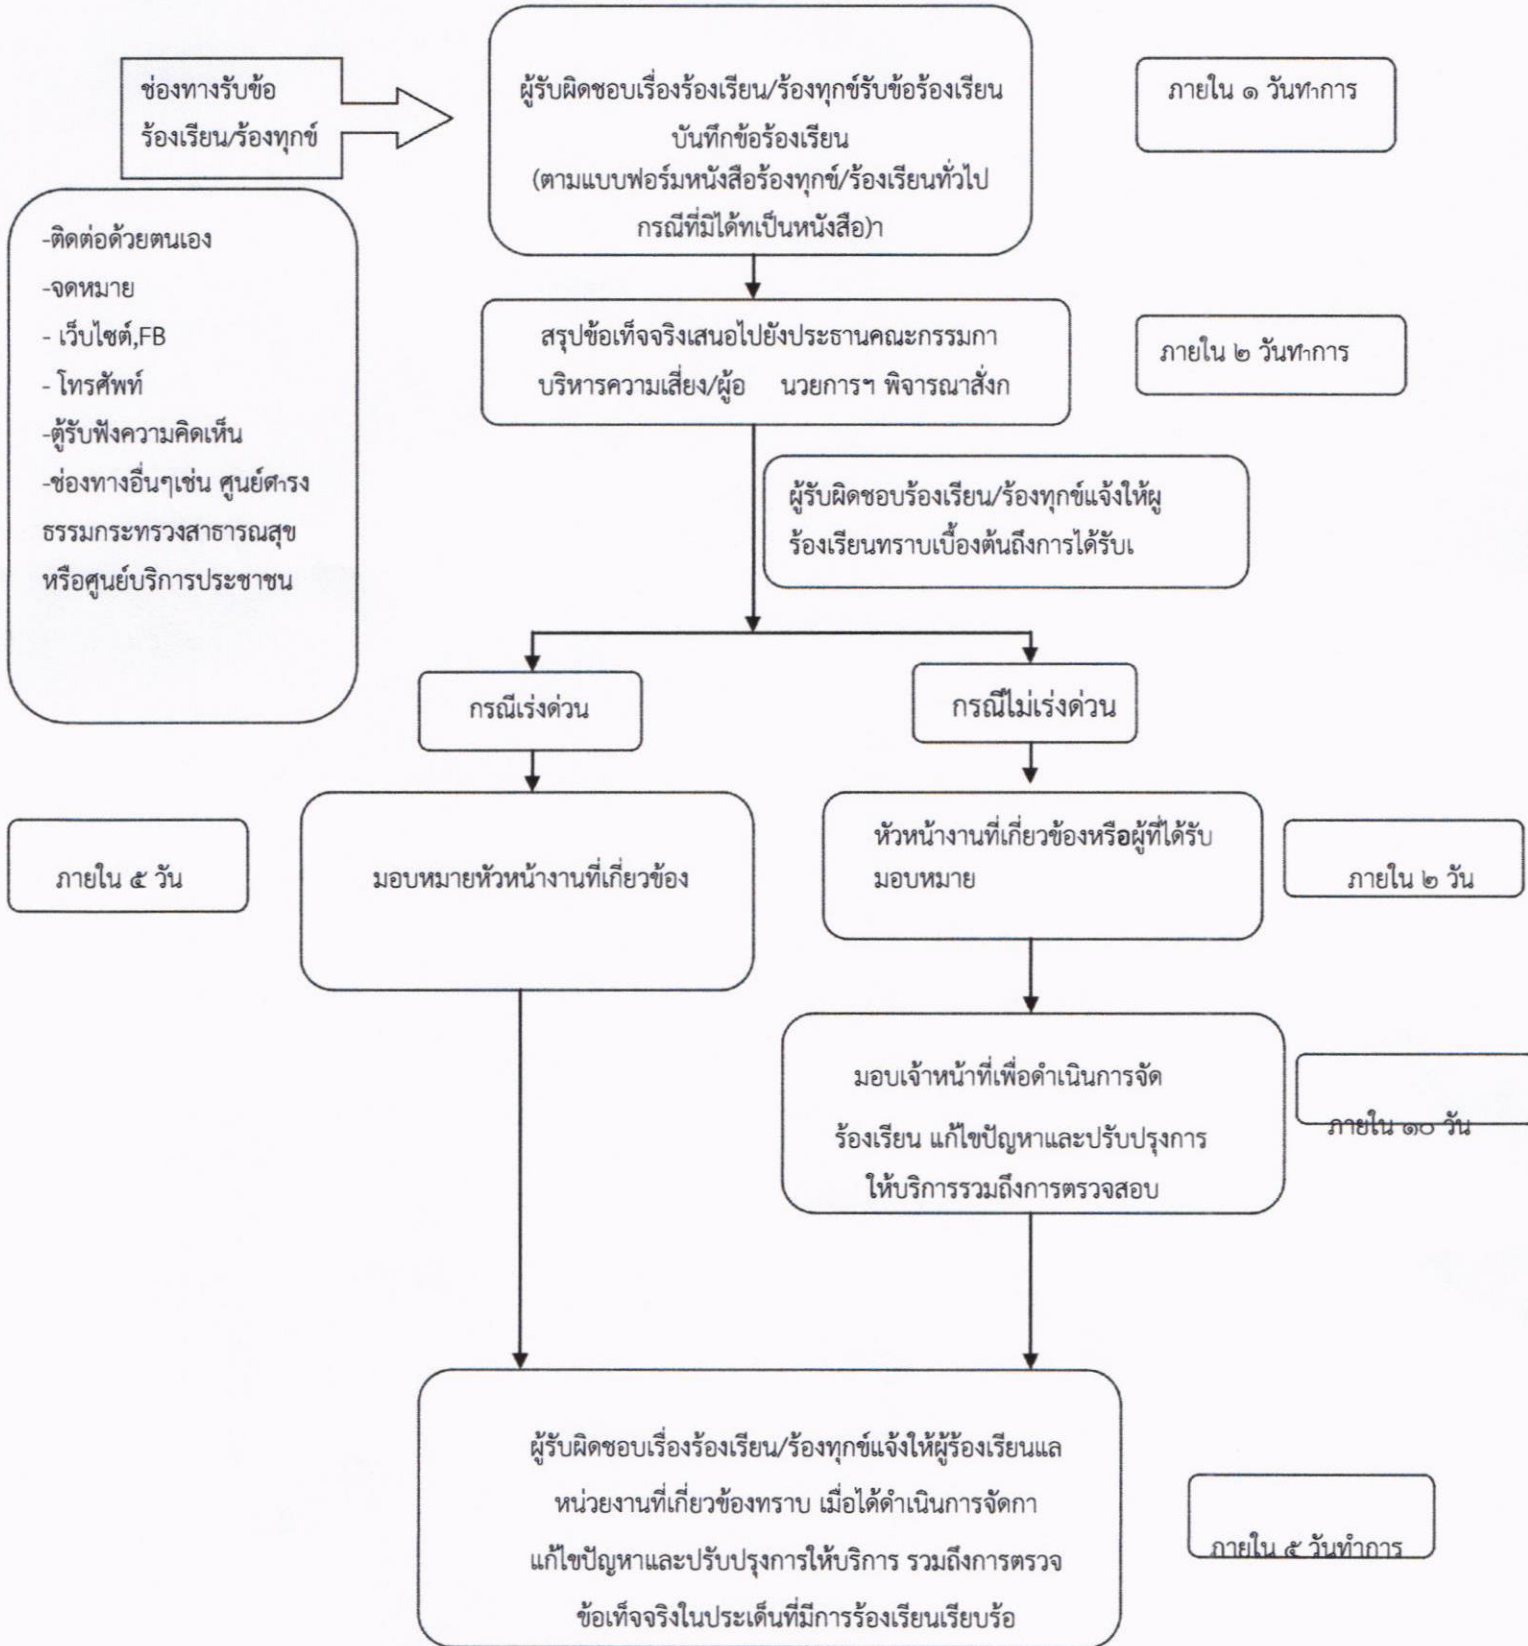 ช่องทางรับข้อ
ร้องเรียน/ร้องทุกข์
ผู้รับผิดชอบเรื่องร้องเรียน/ร้องทุกข์รับข้อร้องเรียน
บันทึกข้อร้องเรียน
(ตามแบบฟอร์มหนังสือร้องทุกข์/ร้องเรียนทั่วไป
กรณีที่มิได้ทเป็นหนังสือ)า
ภายใน ๑ วันทำการ
-ติดต่อด้วยตนเอง
-จดหมาย
- เว็บไซต์,FB
- โทรศัพท์
-ตู้รับฟังความคิดเห็น
-ช่องทางอื่นๆเช่น ศูนย์ดำรง
ธรรมกระทรวงสาธารณสุข
หรือศูนย์บริการประชาชน
สรุปข้อเท็จจริงเสนอไปยังประธานคณะกรรมกา
บริหารความเสี่ยง/ผู้อ นวยการฯ พิจารณาสั่งก
ภายใน ๒ วันทำการ
ผู้รับผิดชอบร้องเรียน/ร้องทุกข์แจ้งให้ผู
ร้องเรียนทราบเบื้องต้นถึงการได้รับเ
กรณีเร่งด่วน
กรณีไม่เร่งด่วน
ภายใน ๕ วัน
มอบหมายหัวหน้างานที่เกี่ยวข้อง
หัวหน้างานที่เกี่ยวข้องหรือผู้ที่ได้รับ
มอบหมาย
ภายใน ๒ วัน
มอบเจ้าหน้าที่เพื่อดำเนินการจัด
ร้องเรียน แก้ไขปัญหาและปรับปรุงการ
ให้บริการรวมถึงการตรวจสอบ
ภายใน ๑๐ วัน
ผู้รับผิดชอบเรื่องร้องเรียน/ร้องทุกข์แจ้งให้ผู้ร้องเรียนแล
หน่วยงานที่เกี่ยวข้องทราบ เมื่อได้ดำเนินการจัดกา
แก้ไขปัญหาและปรับปรุงการให้บริการ รวมถึงการตรวจ
ข้อเท็จจริงในประเด็นที่มีการร้องเรียนเรียบร้อ
ภายใน ๕ วันทำการ